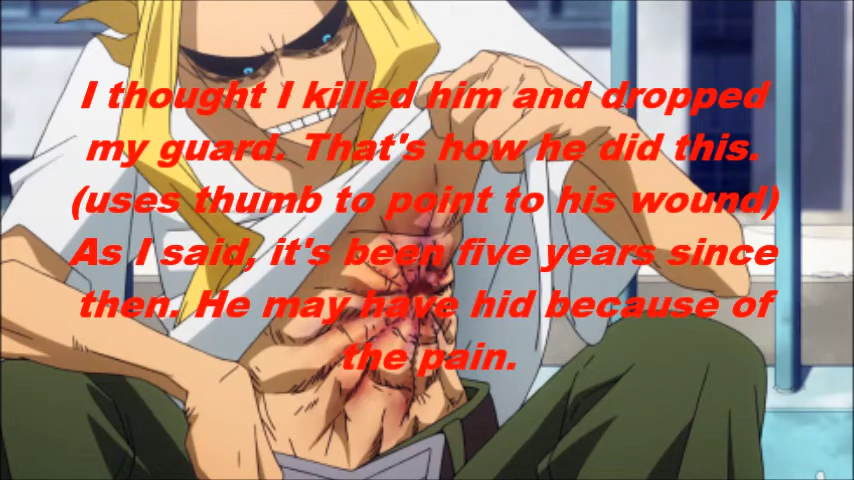 I thought I killed him and dropped
my guard. That's how he did this.
(uses thumb to point to his wound)
As I said, it's been five years since
then. He may have hid because of
the pain.